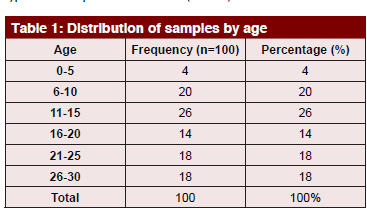 Table 1: Distribution of samples by age
Age Frequency (n=100) Percentage (%)
0-5 4 4
6-10 20 20
11-15 26 26
16-20 14 14
21-25 18 18
26-30 18 18
Total 100 100%